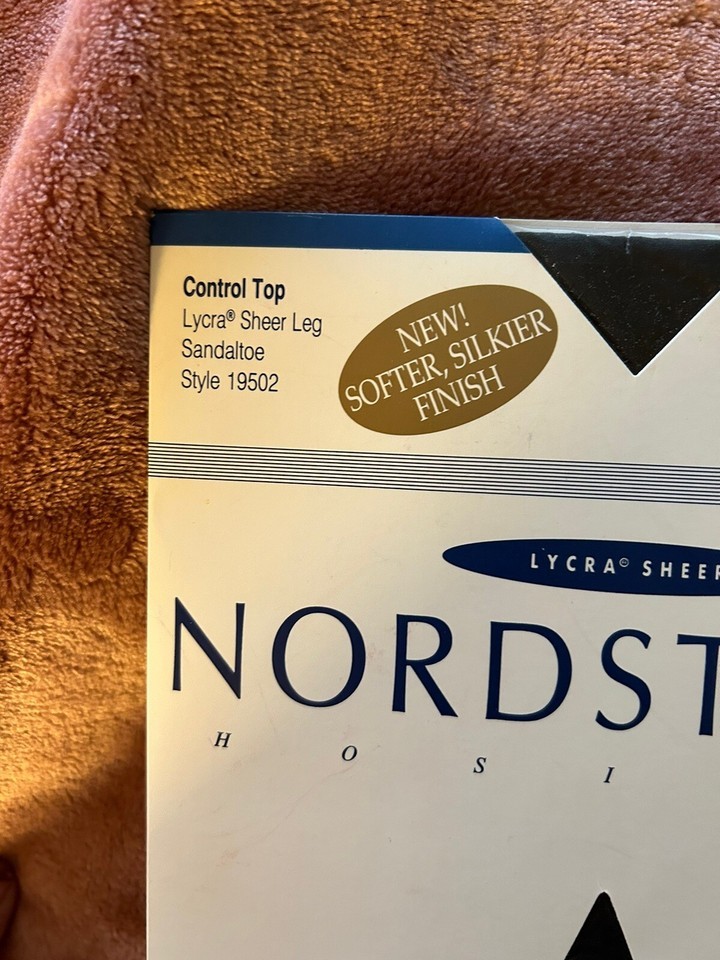 Control Top
Lycra® Sheer Leg
Sandaltoe
Style 19502
NEW!
SOFTER, SILKIER
FINISH
LYCRA® SHEER
NORDST
H O S I